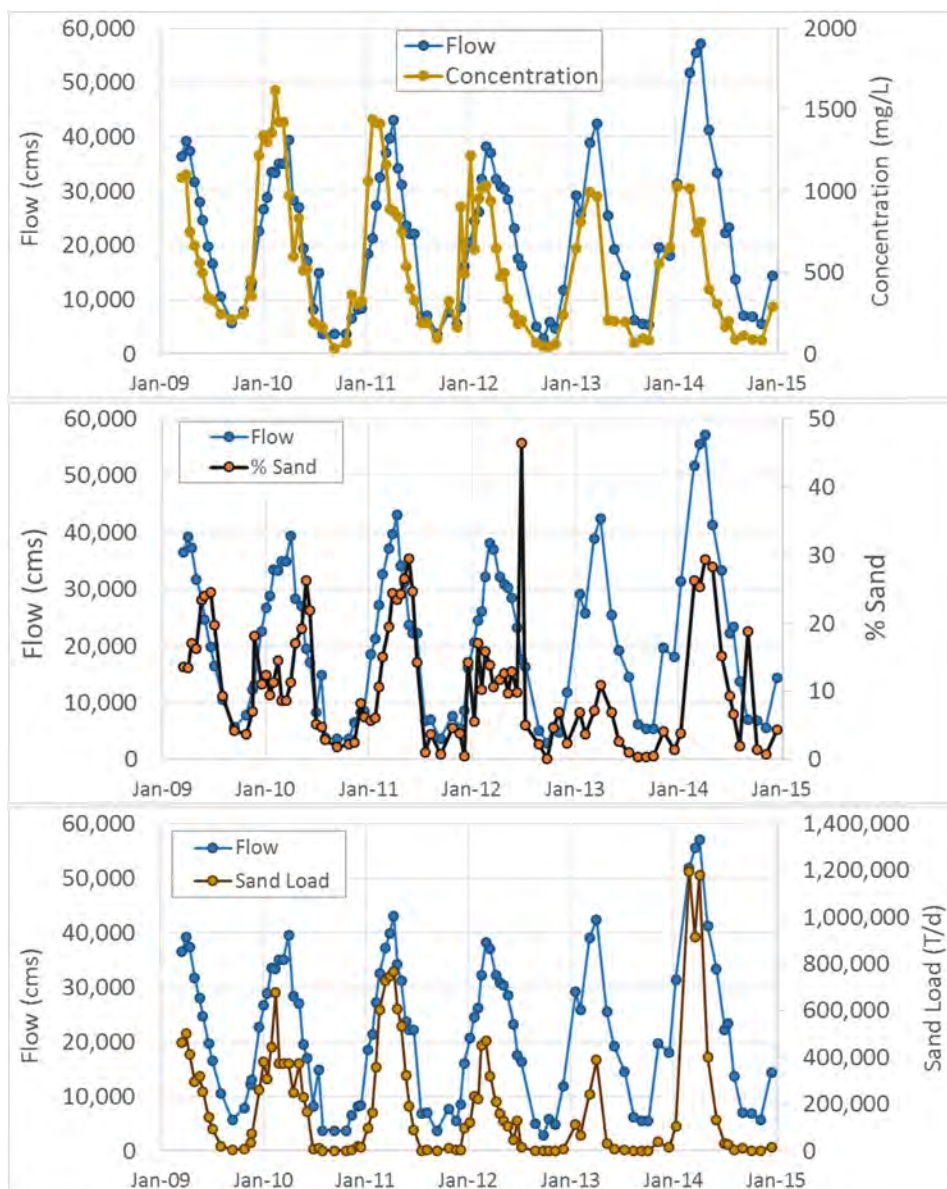 60,000
50,000
40,000
30,000
20,000
10,000
0
Flow (cms)
Flow
Concentration
2000
1500
1000
500
0
Concentration (mg/L)
Jan-09 Jan-10 Jan-11 Jan-12 Jan-13 Jan-14 Jan-15
60,000
50,000
40,000
30,000
20,000
10,000
0
Flow (cms)
Flow
% Sand
50
40
30
20
10
0
% Sand
Jan-09 Jan-10 Jan-11 Jan-12 Jan-13 Jan-14 Jan-15
60,000
50,000
40,000
30,000
20,000
10,000
0
Flow (cms)
Flow
Sand Load
1,400,000
1,200,000
1,000,000
800,000
600,000
400,000
200,000
0
Sand Load (T/d)
Jan-09 Jan-10 Jan-11 Jan-12 Jan-13 Jan-14 Jan-15